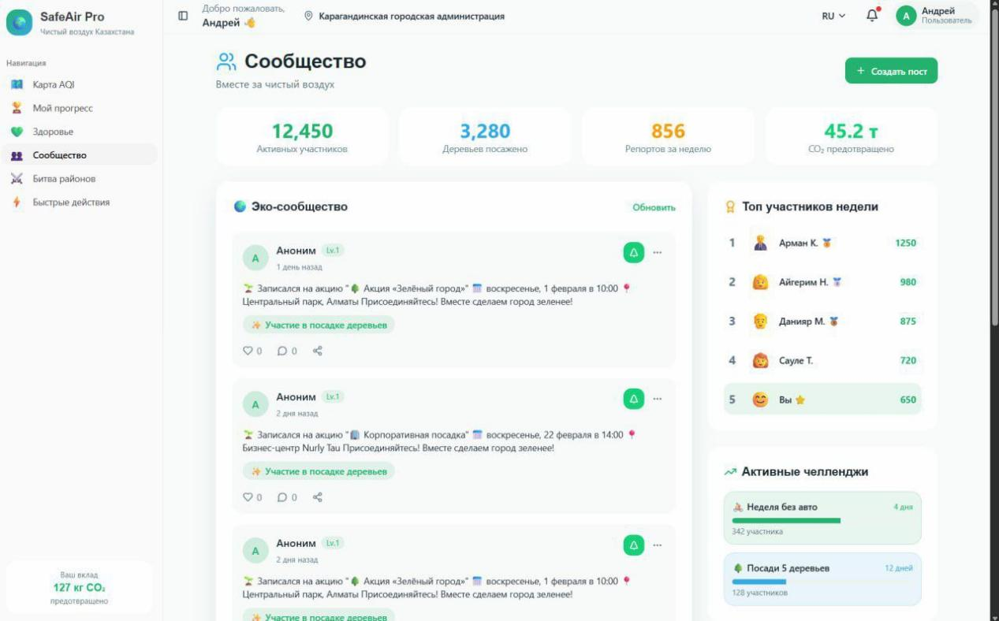 SafeAir Pro
Чистый воздух Казахстана
Навигация
Карта AQI
Мой прогресс
Здоровье
Сообщество
Битва районов
Быстрые действия
Ваш вклад
127 кг CO₂
предотвращено
Добро пожаловать,
Андрей 👋
Карагандинская городская администрация
RU
А
Андрей
Пользователь
Сообщество
Вместе за чистый воздух
+ Создать пост
12,450
Активных участников
3,280
Деревьев посажено
856
Репортов за неделю
45.2 т
CO₂ предотвращено
🌍 Эко-сообщество
Обновить
А
Аноним Lv.1
1 день назад
🌱 Записался на акцию "🌳 Акция «Зелёный город»" 📅 воскресенье, 1 февраля в 10:00 📍
Центральный парк, Алматы Присоединяйтесь! Вместе сделаем город зеленее!
✨ Участие в посадке деревьев
0 0
А
Аноним Lv.1
2 дня назад
🌱 Записался на акцию "🏢 Корпоративная посадка" 📅 воскресенье, 22 февраля в 14:00 📍
Бизнес-центр Nurly Tau Присоединяйтесь! Вместе сделаем город зеленее!
✨ Участие в посадке деревьев
0 0
А
Аноним Lv.1
2 дня назад
🌱 Записался на акцию "🌳 Акция «Зелёный город»" 📅 воскресенье, 1 февраля в 10:00 📍
Центральный парк, Алматы Присоединяйтесь! Вместе сделаем город зеленее!
✨ Участие в посадке деревьев
Топ участников недели
1 Арман К. 🥇 1250
2 Айгерим Н. 🥈 980
3 Данияр М. 🥉 875
4 Сауле Т. 720
5 Вы ⭐ 650
Активные челленджи
🚴 Неделя без авто 4 дня
342 участника
🌳 Посади 5 деревьев 12 дней
128 участников